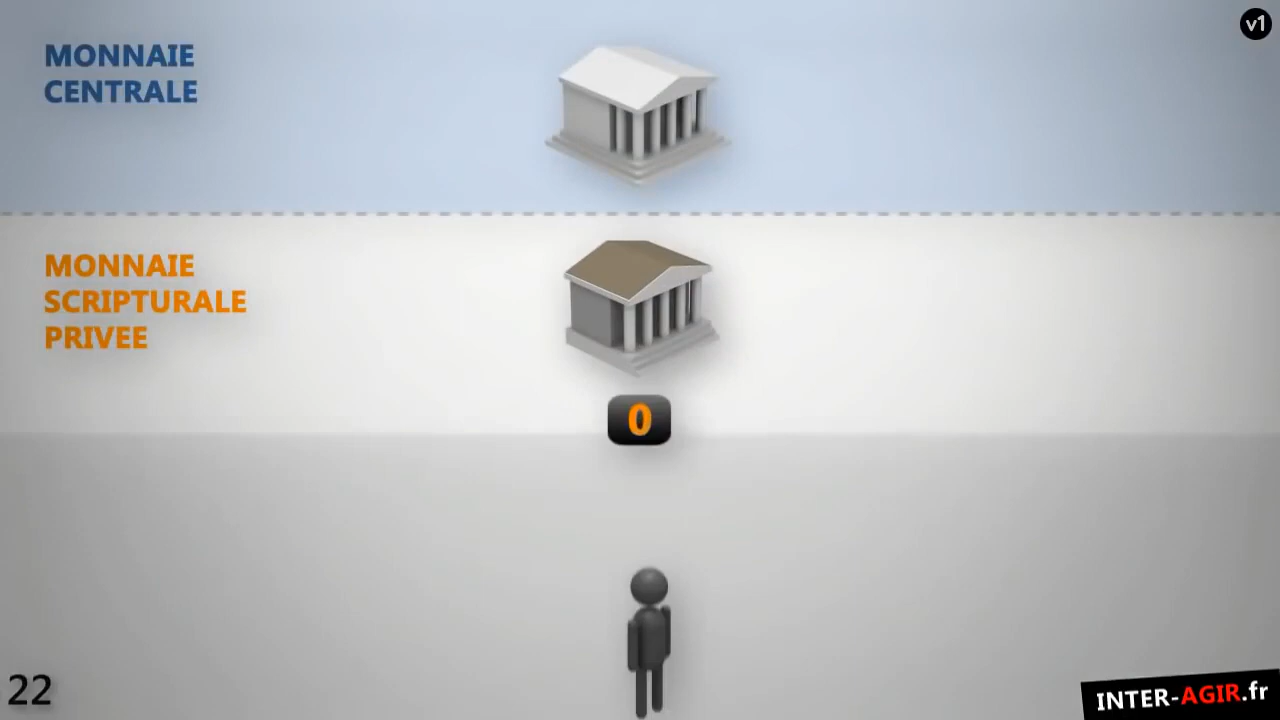 v1
MONNAIE
CENTRALE
MONNAIE
SCRIPTURALE
PRIVEE
0
22
INTER-AGIR.fr